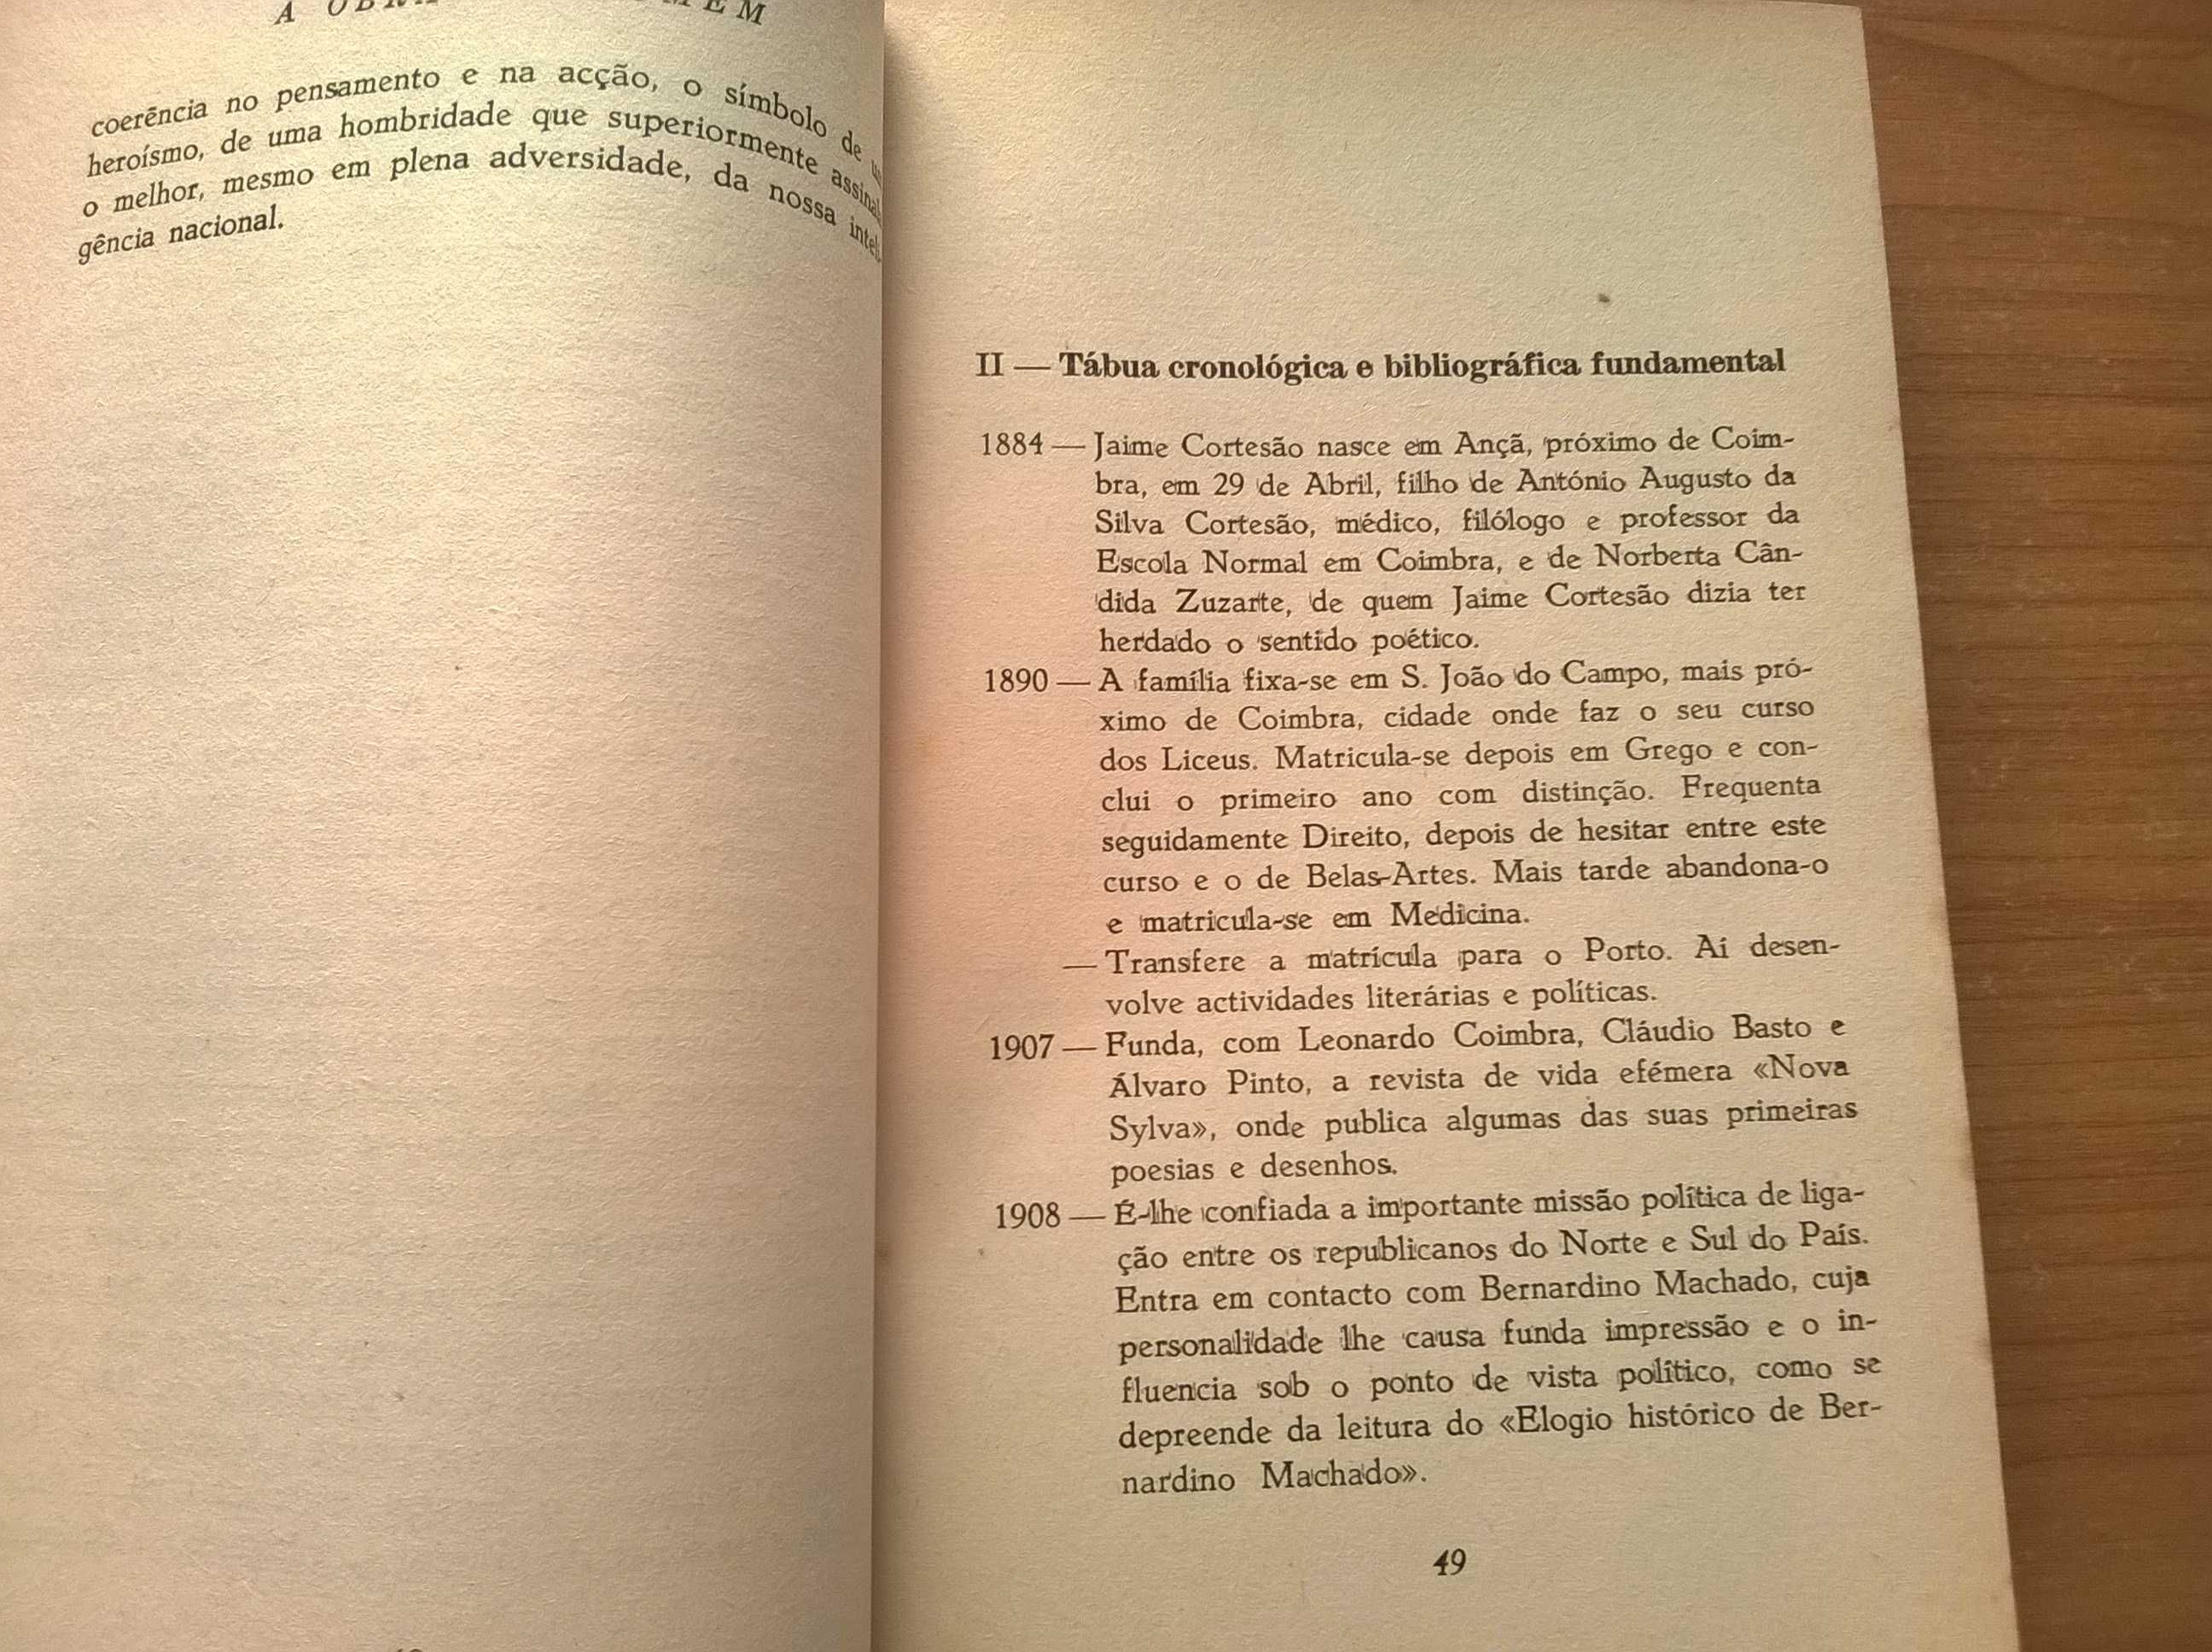 A
coerência no pensamento e na acção, o símbolo de
heroísmo, de uma hombridade que superiormente
o melhor, mesmo em plena adversidade, da nossa
gência nacional.
II — Tábua cronológica e bibliográfica fundamental
1884 — Jaime Cortesão nasce em Ançã, próximo de Coim-
bra, em 29 de Abril, filho de António Augusto da
Silva Cortesão, médico, filólogo e professor da
Escola Normal em Coimbra, e de Norberta Cân-
dida Zuzarte, de quem Jaime Cortesão dizia ter
herdado o sentido poético.
1890 — A família fixa-se em S. João do Campo, mais pró-
ximo de Coimbra, cidade onde faz o seu curso
dos Liceus. Matricula-se depois em Grego e con-
clui o primeiro ano com distinção. Frequenta
seguidamente Direito, depois de hesitar entre este
curso e o de Belas-Artes. Mais tarde abandona-o
e matricula-se em Medicina.
— Transfere a matrícula para o Porto. Aí desen-
volve actividades literárias e políticas.
1907 — Funda, com Leonardo Coimbra, Cláudio Basto e
Álvaro Pinto, a revista de vida efémera «Nova
Sylva», onde publica algumas das suas primeiras
poesias e desenhos.
1908 — É-lhe confiada a importante missão política de liga-
ção entre os republicanos do Norte e Sul do País.
Entra em contacto com Bernardino Machado, cuja
personalidade lhe causa funda impressão e o in-
fluencia sob o ponto de vista político, como se
depreende da leitura do «Elogio histórico de Ber-
nardino Machado».
49